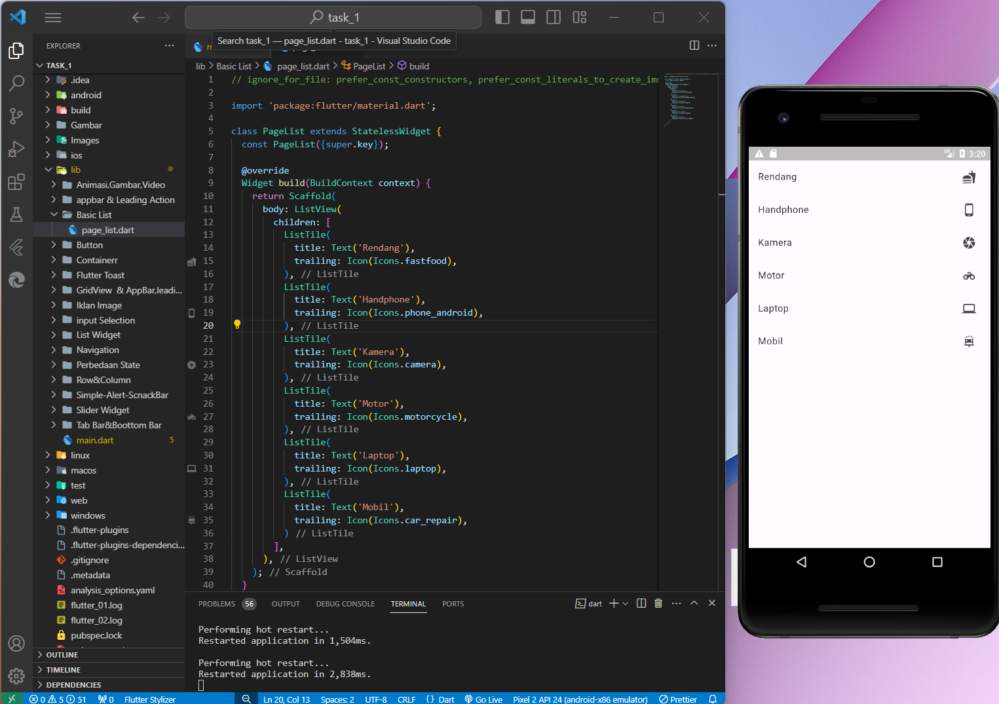 task_1
Search task_1 — page_list.dart - task_1 - Visual Studio Code
EXPLORER
TASK_1
.idea
android
build
Gambar
Images
ios
lib
Animasi,Gambar,Video
appbar & Leading Action
Basic List
page_list.dart
Button
Containerr
Flutter Toast
GridView & AppBar,leadi...
Iklan Image
input Selection
List Widget
Navigation
Perbedaan State
Row&Column
Simple-Alert-ScnackBar
Slider Widget
Tab Bar&Boottom Bar
main.dart 5
linux
macos
test
web
windows
.flutter-plugins
.flutter-plugins-dependenci...
.gitignore
.metadata
analysis_options.yaml
flutter_01.log
flutter_02.log
pubspec.lock
OUTLINE
TIMELINE
DEPENDENCIES
lib > Basic List > page_list.dart > PageList > build
1 // ignore_for_file: prefer_const_constructors, prefer_const_literals_to_create_imm
2
3 import 'package:flutter/material.dart';
4
5 class PageList extends StatelessWidget {
6 const PageList({super.key});
7
8 @override
9 Widget build(BuildContext context) {
10 return Scaffold(
11 body: ListView(
12 children: [
13 ListTile(
14 title: Text('Rendang'),
15 trailing: Icon(Icons.fastfood),
16 ), // ListTile
17 ListTile(
18 title: Text('Handphone'),
19 trailing: Icon(Icons.phone_android),
20 ), // ListTile
21 ListTile(
22 title: Text('Kamera'),
23 trailing: Icon(Icons.camera),
24 ), // ListTile
25 ListTile(
26 title: Text('Motor'),
27 trailing: Icon(Icons.motorcycle),
28 ), // ListTile
29 ListTile(
30 title: Text('Laptop'),
31 trailing: Icon(Icons.laptop),
32 ), // ListTile
33 ListTile(
34 title: Text('Mobil'),
35 trailing: Icon(Icons.car_repair),
36 ) // ListTile
37 ],
38 ), // ListView
39 ); // Scaffold
40 }
PROBLEMS 56 OUTPUT DEBUG CONSOLE TERMINAL PORTS dart
Performing hot restart...
Restarted application in 1,504ms.
Performing hot restart...
Restarted application in 2,838ms.
0 5 51 0 Flutter Stylizer Ln 20, Col 13 Spaces: 2 UTF-8 CRLF {} Dart Go Live Pixel 2 API 24 (android-x86 emulator) Prettier
LTE 3:20
Rendang
Handphone
Kamera
Motor
Laptop
Mobil